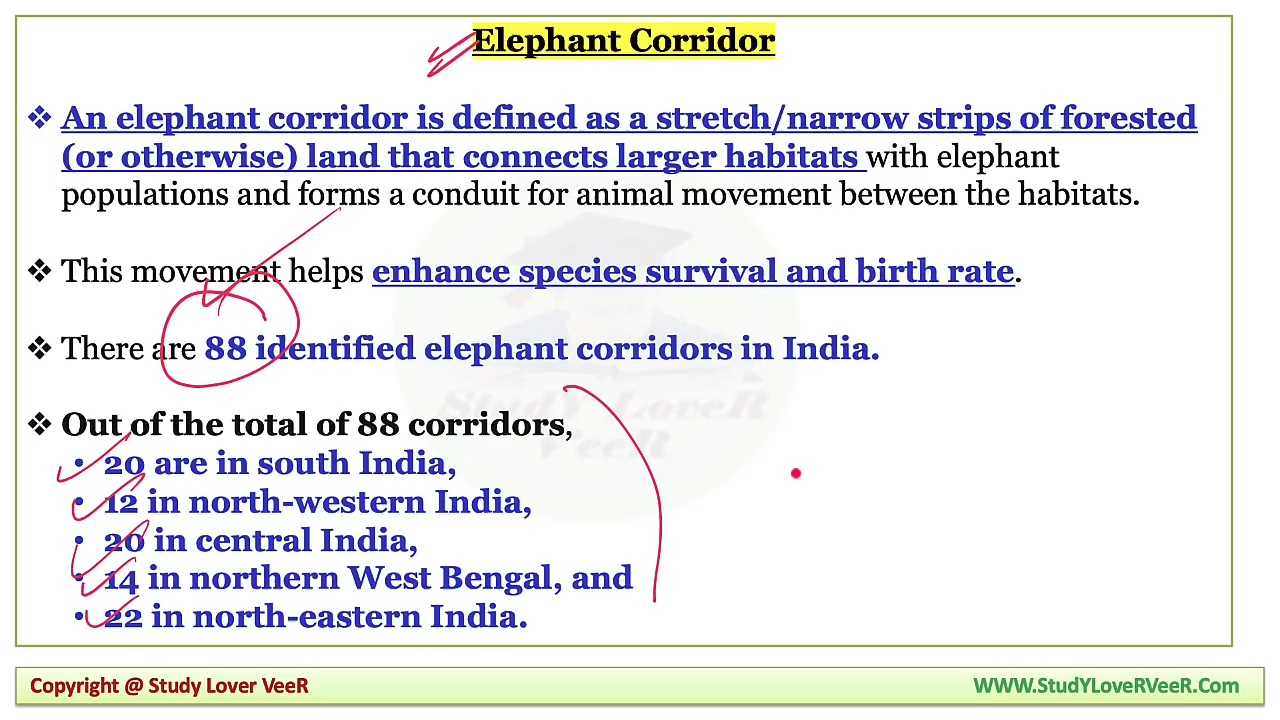 Elephant Corridor
❖ An elephant corridor is defined as a stretch/narrow strips of forested
(or otherwise) land that connects larger habitats with elephant
populations and forms a conduit for animal movement between the habitats.
❖ This movement helps enhance species survival and birth rate.
❖ There are 88 identified elephant corridors in India.
❖ Out of the total of 88 corridors,
• 20 are in south India,
• 12 in north-western India,
• 20 in central India,
• 14 in northern West Bengal, and
• 22 in north-eastern India.
StudY LoveR
VeeR
Copyright @ Study Lover VeeR
WWW.StudYLoveRVeeR.Com